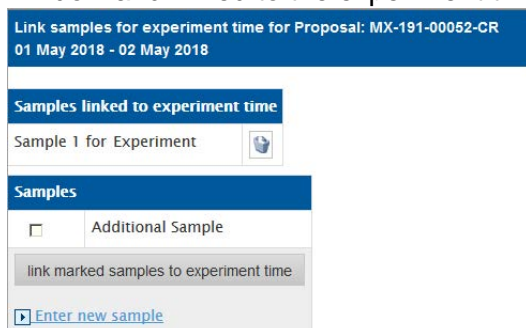 Link samples for experiment time for Proposal: MX-191-00052-CR
01 May 2018 - 02 May 2018
Samples linked to experiment time
Sample 1 for Experiment
Samples
Additional Sample
link marked samples to experiment time
Enter new sample